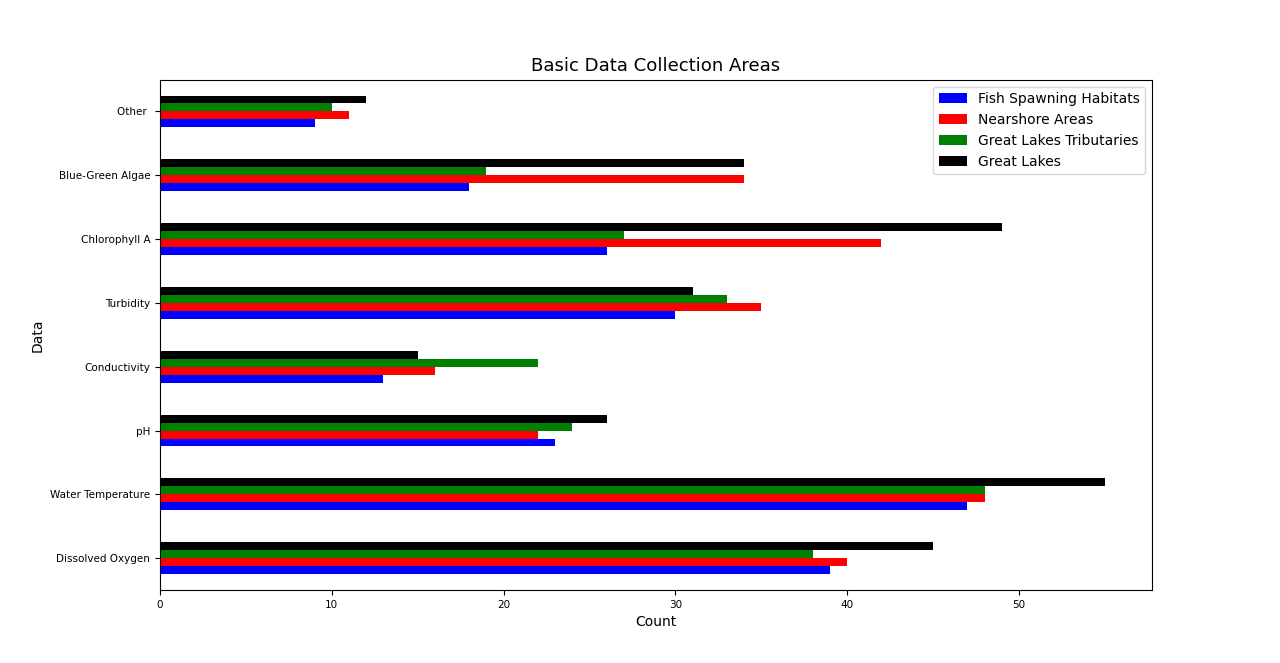 Basic Data Collection Areas
Fish Spawning Habitats
Nearshore Areas
Great Lakes Tributaries
Great Lakes
Other
Blue-Green Algae
Chlorophyll A
Turbidity
Conductivity
pH
Water Temperature
Dissolved Oxygen
Data
0 10 20 30 40 50
Count